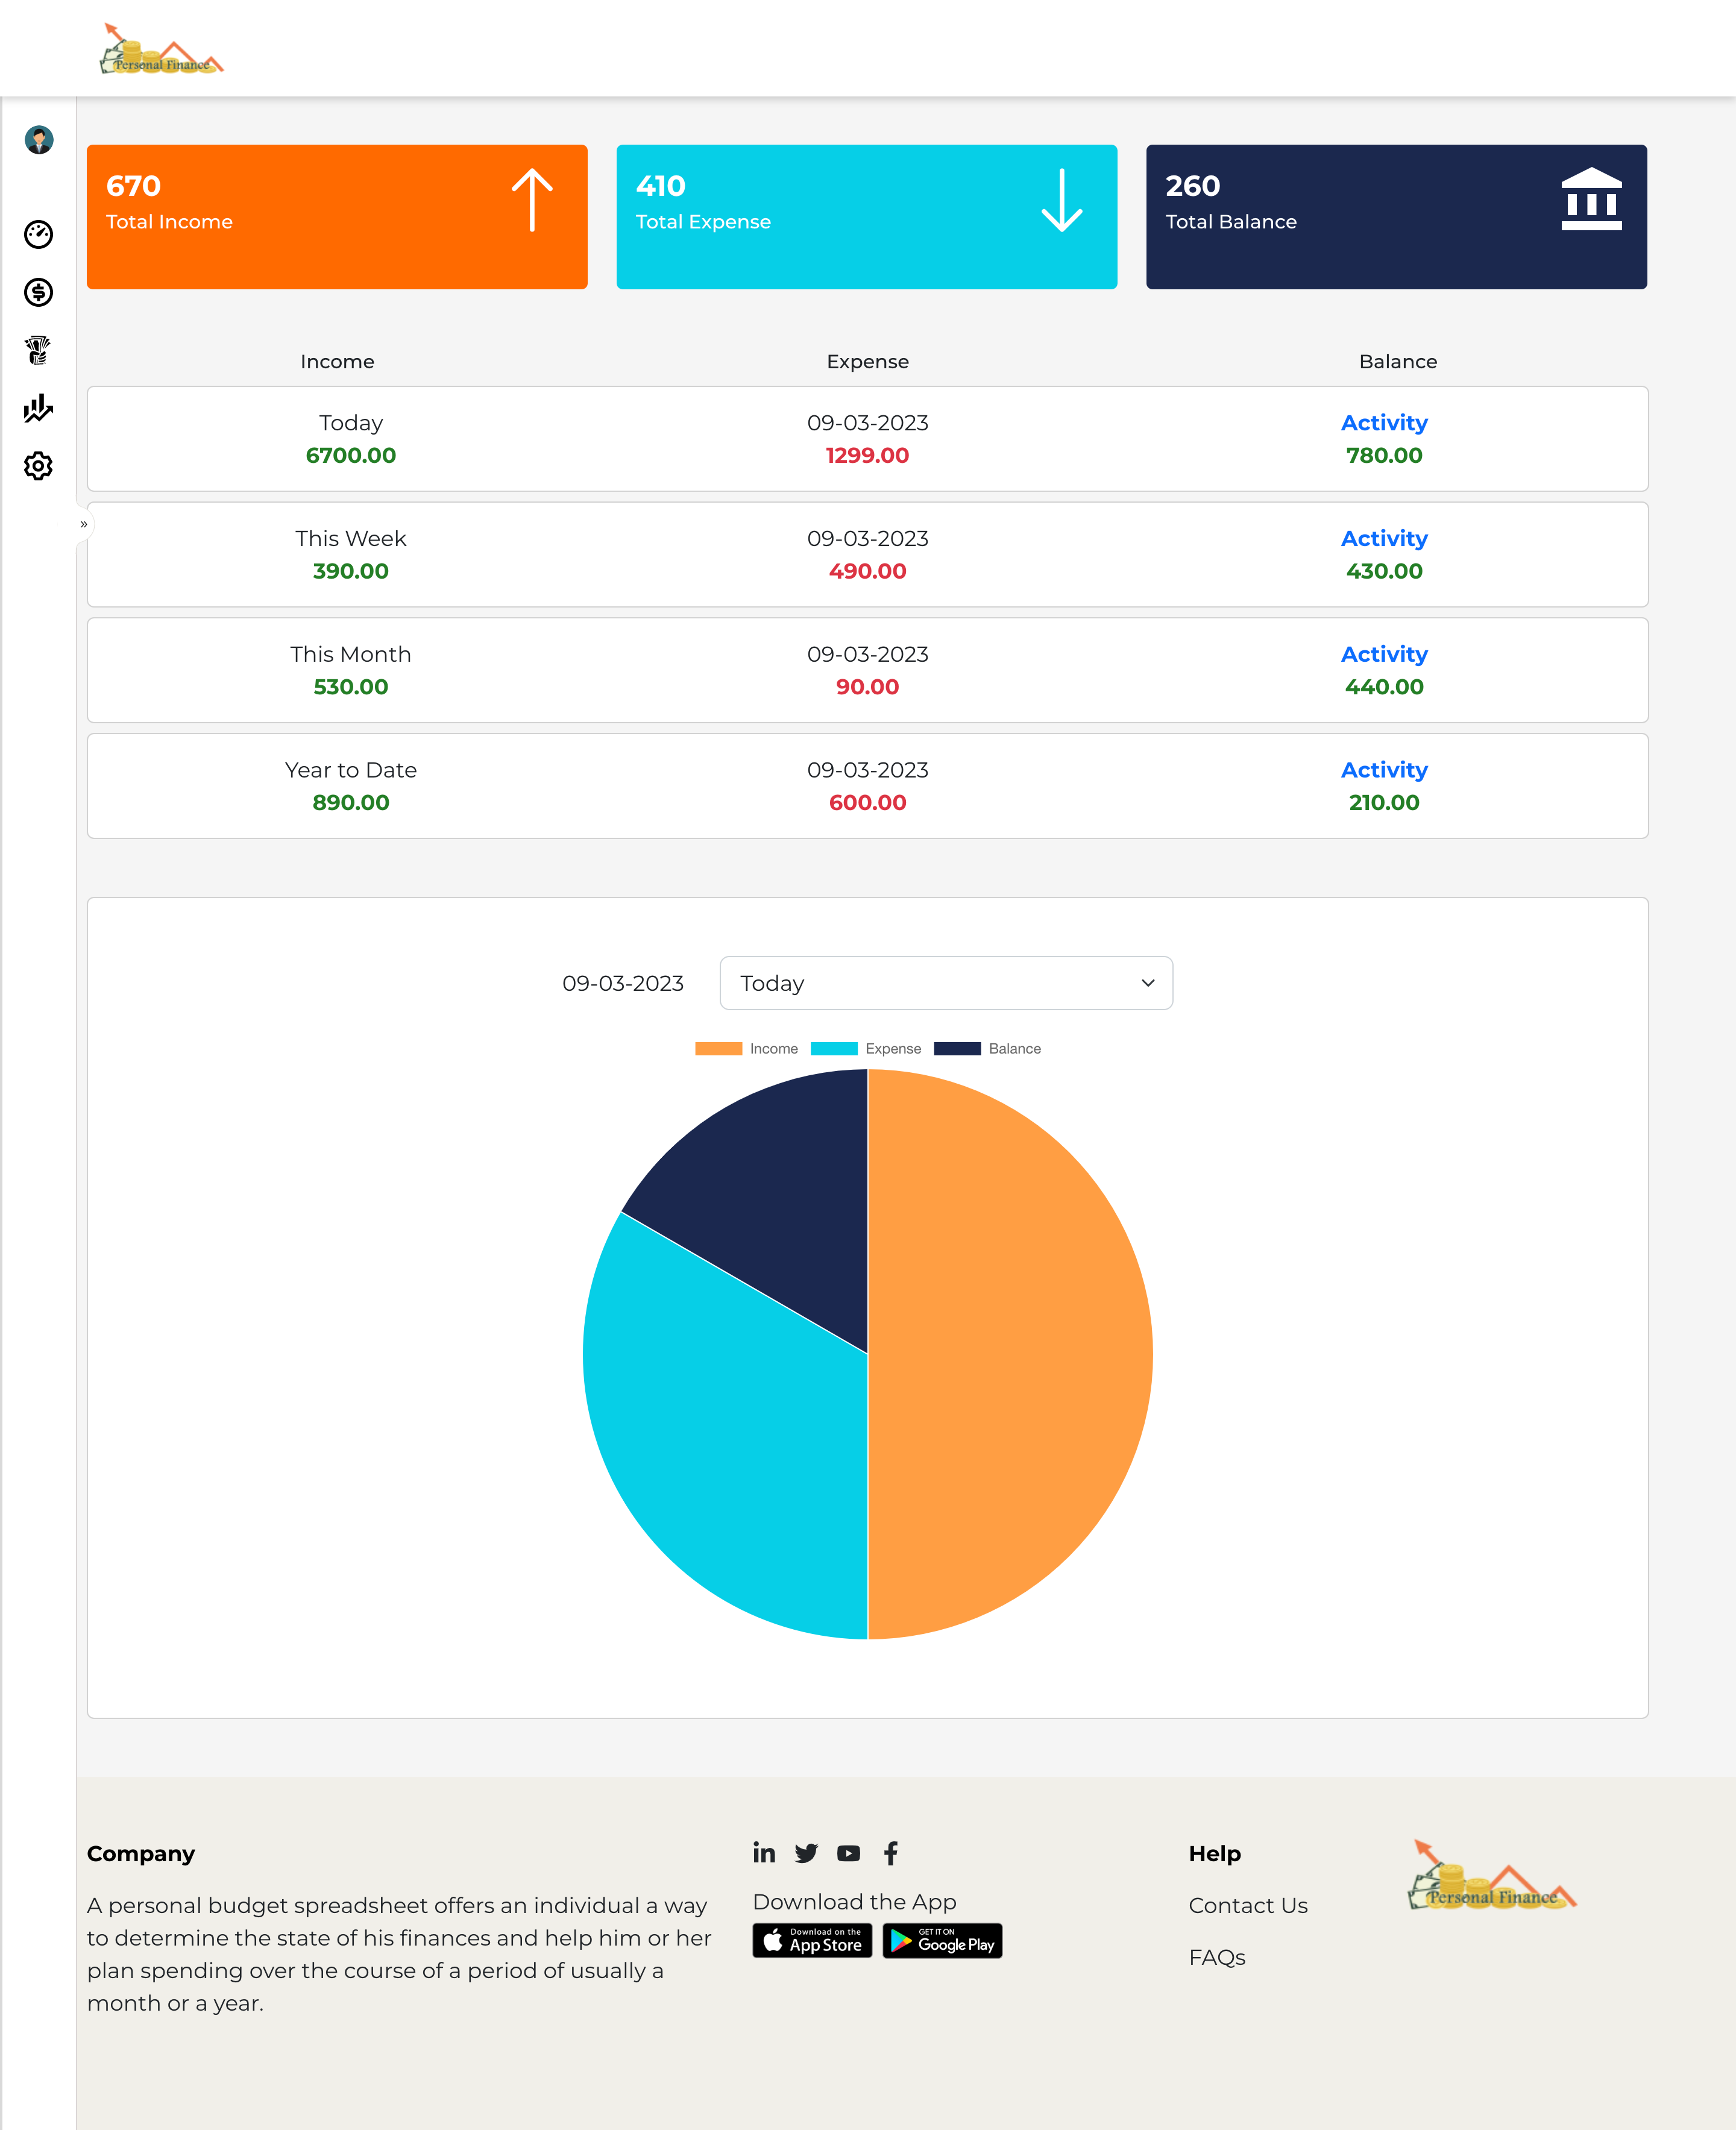 Personal Finance
670
Total Income
410
Total Expense
260
Total Balance
Income Expense Balance
Today 09-03-2023 Activity
6700.00 1299.00 780.00
»
This Week 09-03-2023 Activity
390.00 490.00 430.00
This Month 09-03-2023 Activity
530.00 90.00 440.00
Year to Date 09-03-2023 Activity
890.00 600.00 210.00
09-03-2023 Today
Income Expense Balance
Company
A personal budget spreadsheet offers an individual a way
to determine the state of his finances and help him or her
plan spending over the course of a period of usually a
month or a year.
in
Download the App
Download on the
App Store
GET IT ON
Google Play
Help
Contact Us
FAQs
Personal Finance